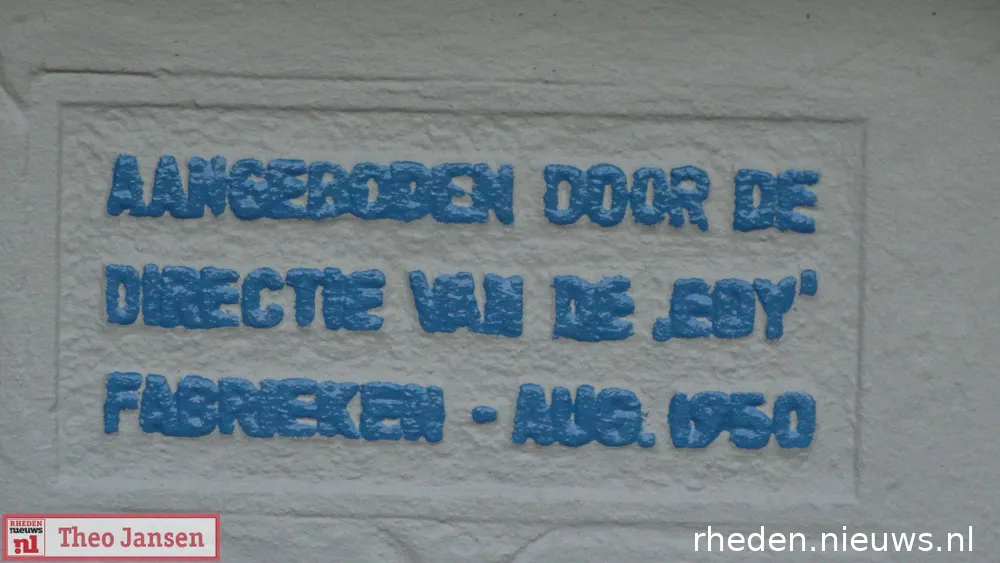 AANGEBODEN DOOR DE
DIRECTIE VAN DE „EDY'
FABRIEKEN - AUG. 1950
RHEDEN
nieuws
.nl
Theo Jansen
rheden.nieuws.nl